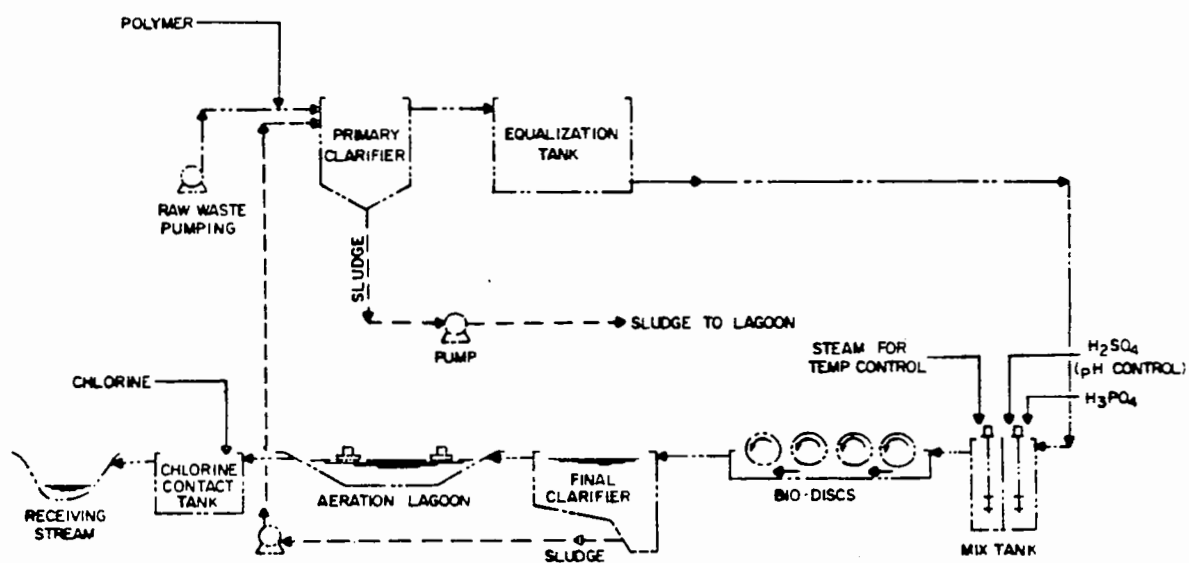 POLYMER
PRIMARY
CLARIFIER
EQUALIZATION
TANK
RAW WASTE
PUMPING
SLUDGE
SLUDGE TO LAGOON
PUMP
STEAM FOR
TEMP CONTROL
H2SO4
(pH CONTROL)
H3PO4
CHLORINE
CHLORINE
CONTACT
TANK
AERATION LAGOON
FINAL
CLARIFIER
BIO-DISCS
RECEIVING
STREAM
SLUDGE
MIX TANK